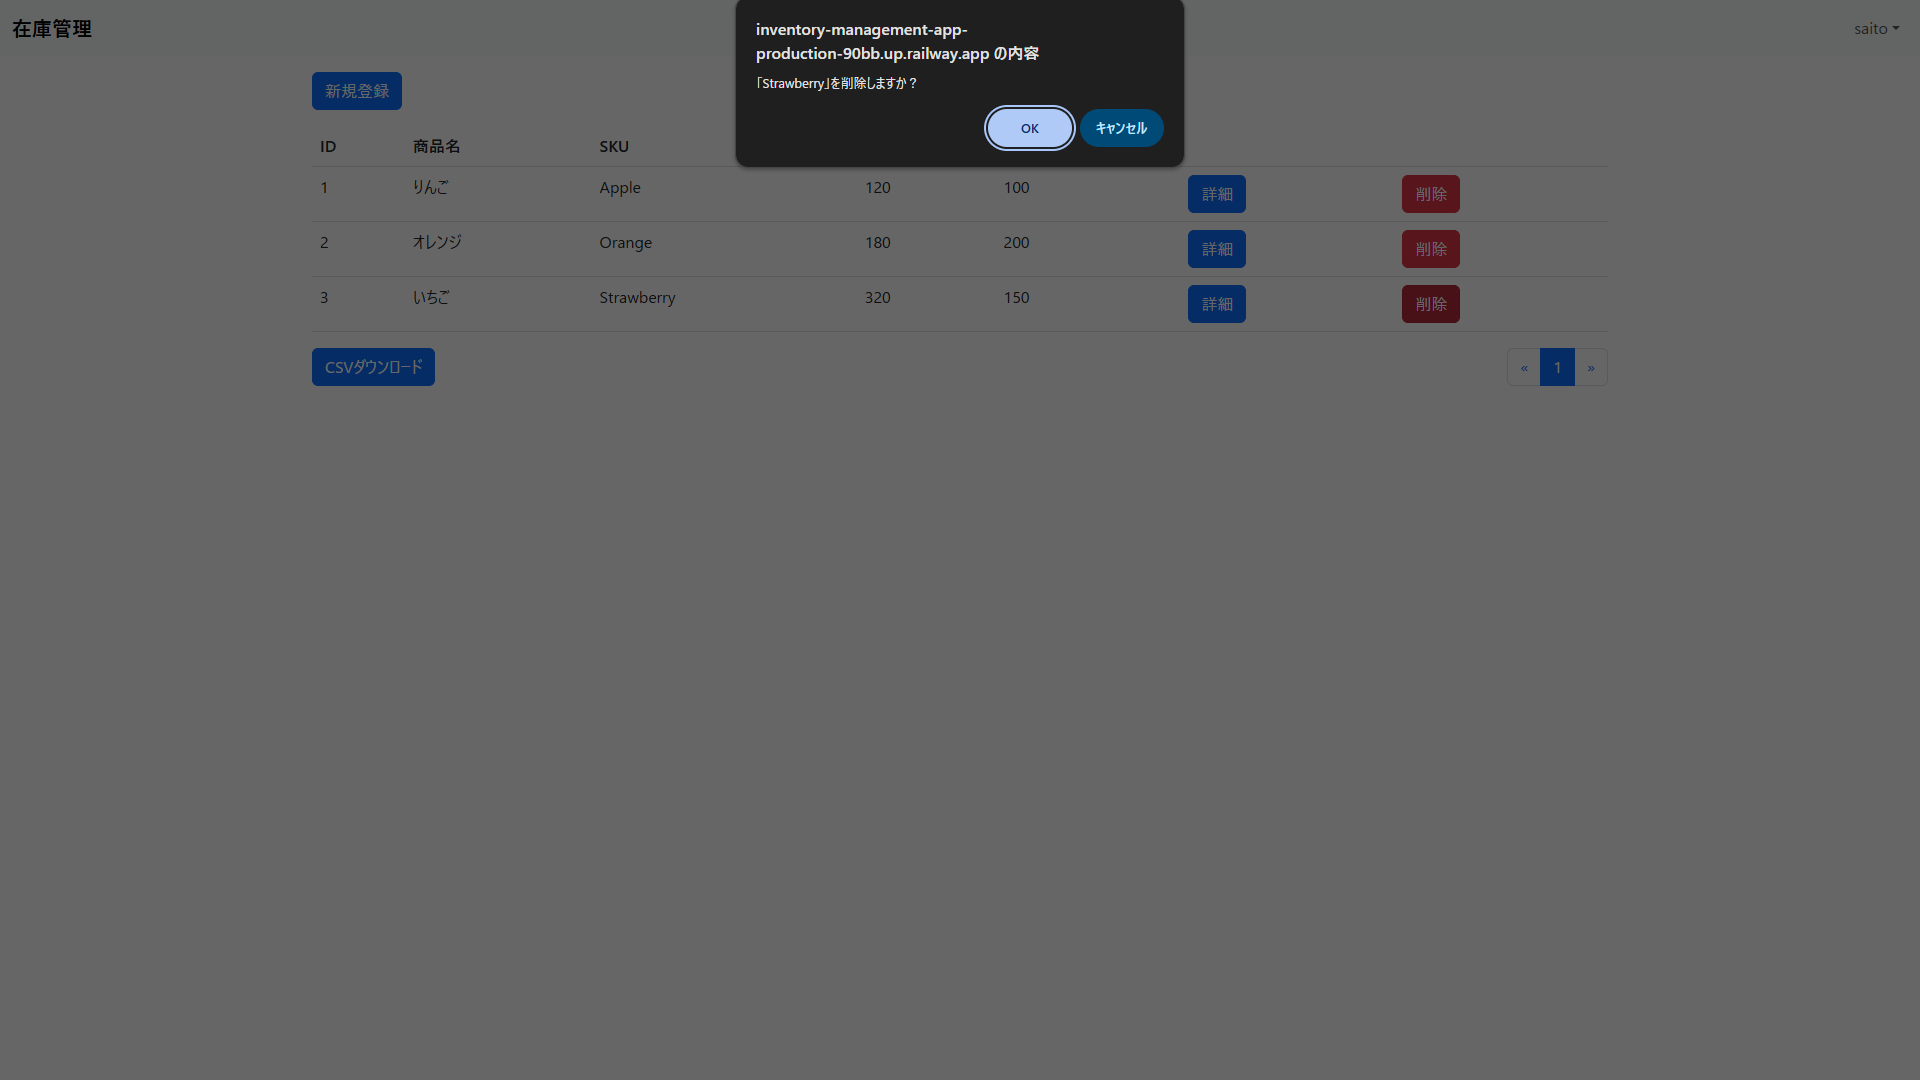 在庫管理
saito
inventory-management-app-
production-90bb.up.railway.app の内容
「Strawberry」を削除しますか？
OK キャンセル
新規登録
ID 商品名 SKU
1 りんご Apple 120 100 詳細 削除
2 オレンジ Orange 180 200 詳細 削除
3 いちご Strawberry 320 150 詳細 削除
CSVダウンロード
« 1 »